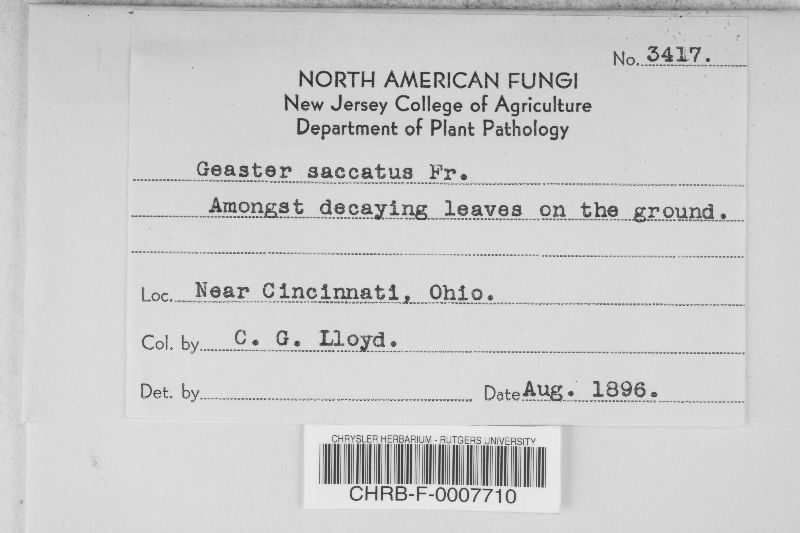 No. 3417.
NORTH AMERICAN FUNGI
New Jersey College of Agriculture
Department of Plant Pathology
Geaster saccatus Fr.
Amongst decaying leaves on the ground.
Loc. Near Cincinnati, Ohio.
Col. by C. G. Lloyd.
Det. by Date Aug. 1896.
CHRYSLER HERBARIUM - RUTGERS UNIVERSITY
CHRB-F-0007710